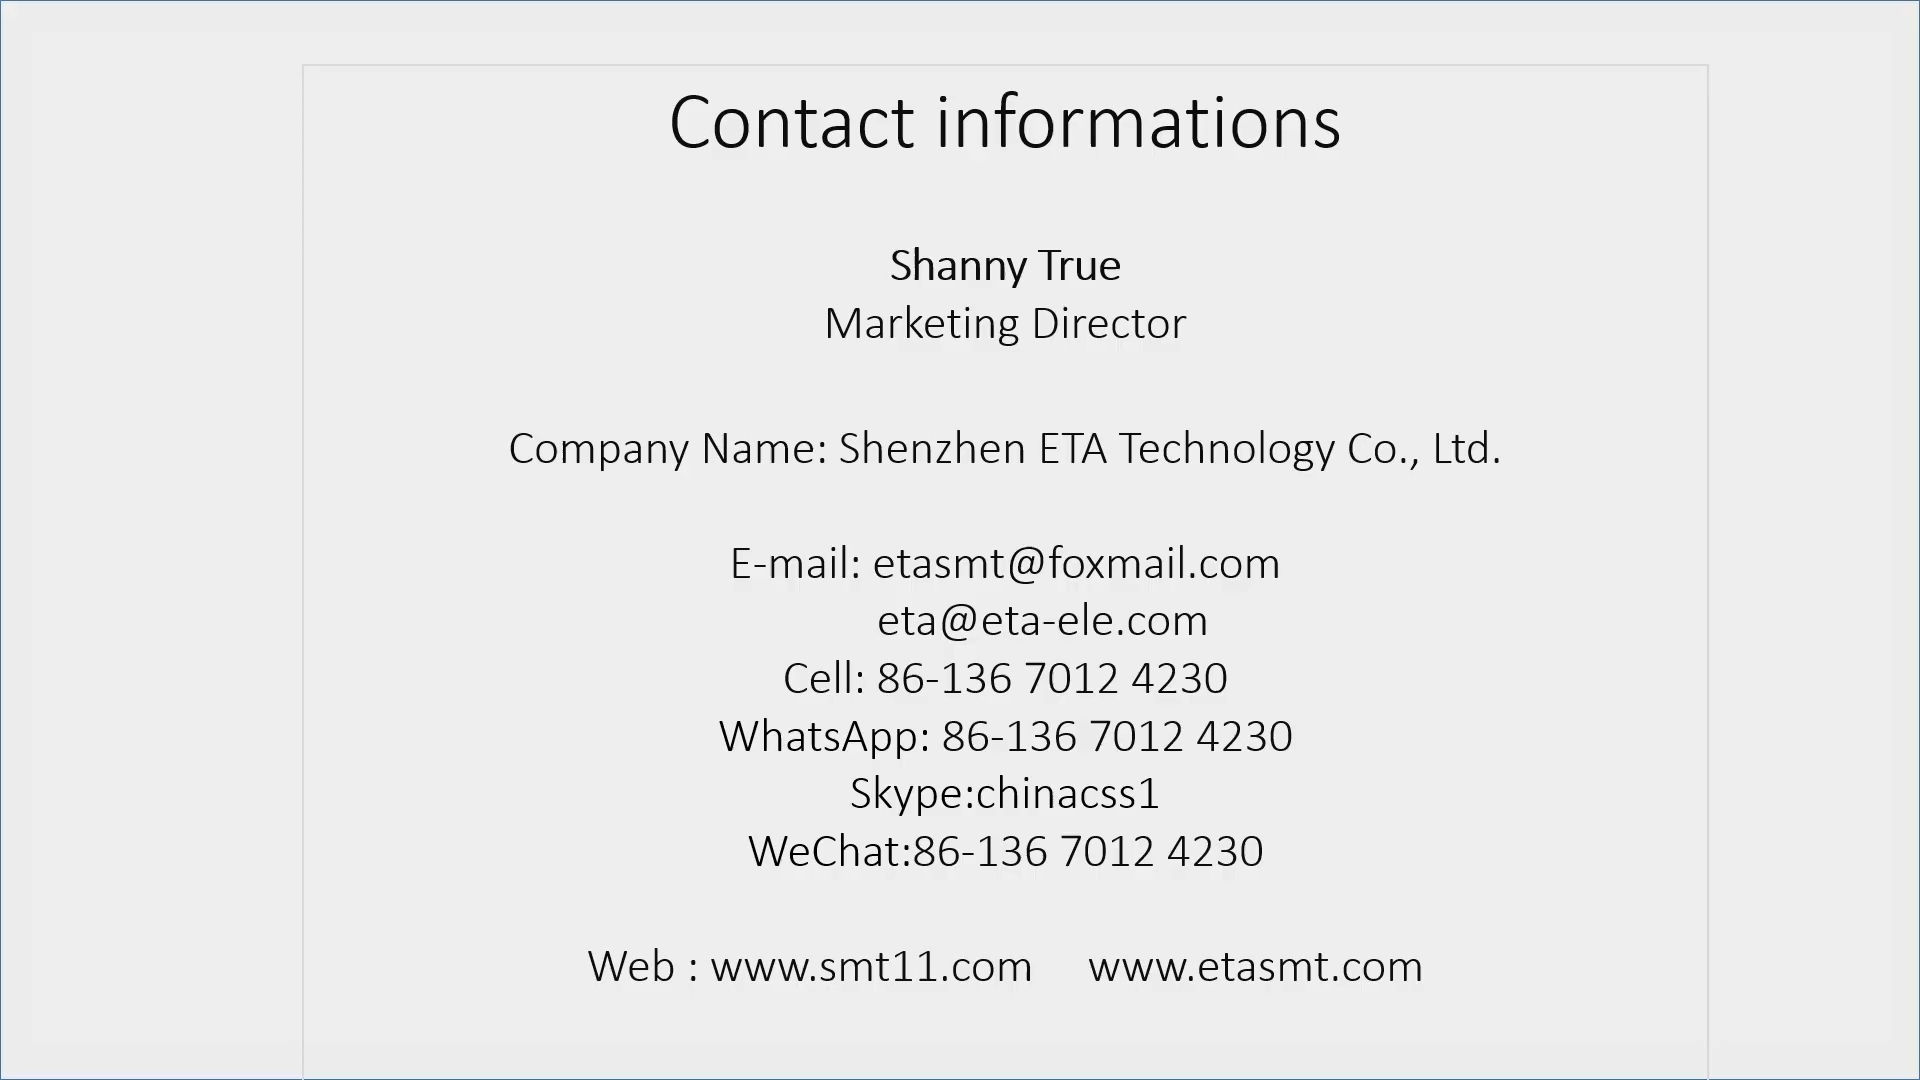 Contact informations
Shanny True
Marketing Director
Company Name: Shenzhen ETA Technology Co., Ltd.
E-mail: etasmt@foxmail.com
eta@eta-ele.com
Cell: 86-136 7012 4230
WhatsApp: 86-136 7012 4230
Skype:chinacss1
WeChat:86-136 7012 4230
Web : www.smt11.com www.etasmt.com